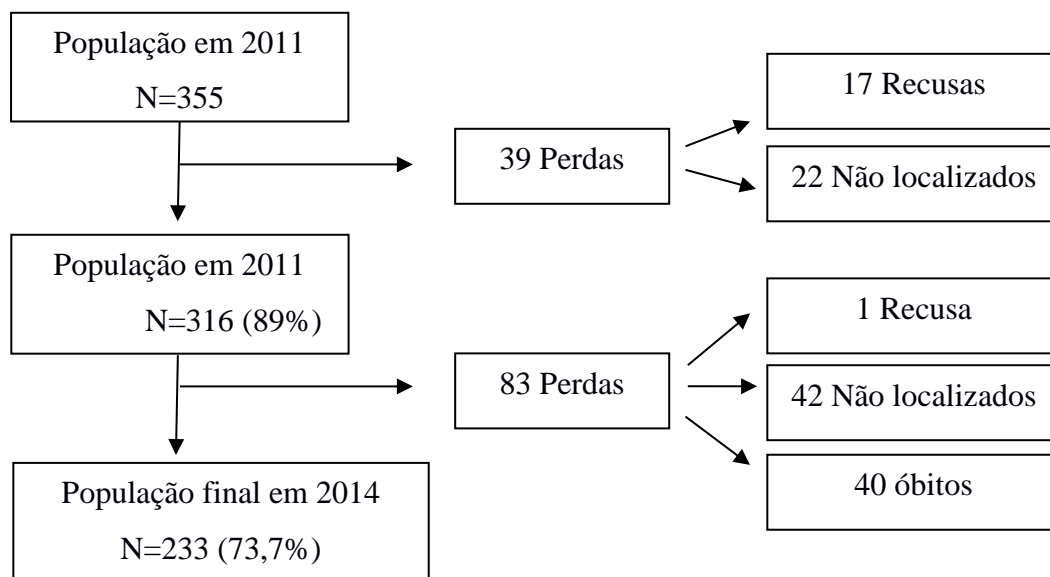 População em 2011
N=355
17 Recusas
39 Perdas
22 Não localizados
População em 2011
N=316 (89%)
1 Recusa
83 Perdas
42 Não localizados
40 óbitos
População final em 2014
N=233 (73,7%)